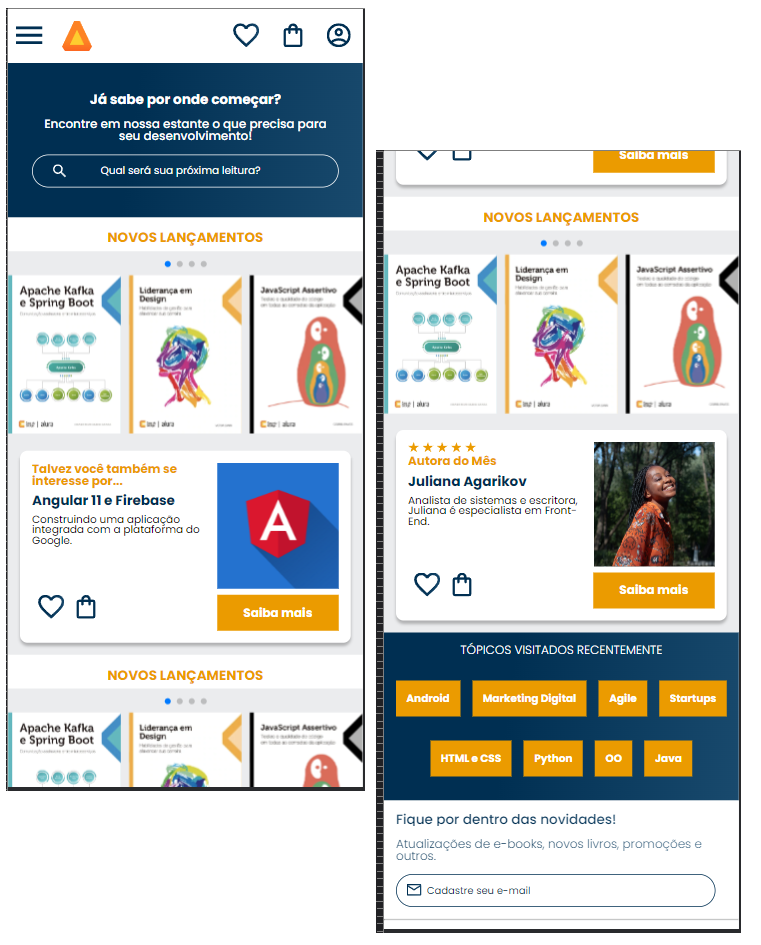 Já sabe por onde começar?
Encontre em nossa estante o que precisa para
seu desenvolvimento!
Qual será sua próxima leitura?
NOVOS LANÇAMENTOS
Apache Kafka
e Spring Boot
Liderança em
Design
JavaScript Assertivo
alura
alura
Talvez você também se
interesse por...
Angular 11 e Firebase
Construindo uma aplicação
integrada com a plataforma do
Google.
A
Saiba mais
NOVOS LANÇAMENTOS
Apache Kafka
e Spring Boot
Liderança em
Design
JavaScript Assertivo
Saiba mais
NOVOS LANÇAMENTOS
Apache Kafka
e Spring Boot
Liderança em
Design
JavaScript Assertivo
alura
alura
Autora do Mês
Juliana Agarikov
Analista de sistemas e escritora,
Juliana é especialista em Front-
End.
Saiba mais
TÓPICOS VISITADOS RECENTEMENTE
Android Marketing Digital Agile Startups
HTML e CSS Python OO Java
Fique por dentro das novidades!
Atualizações de e-books, novos livros, promoções e
outros.
Cadastre seu e-mail